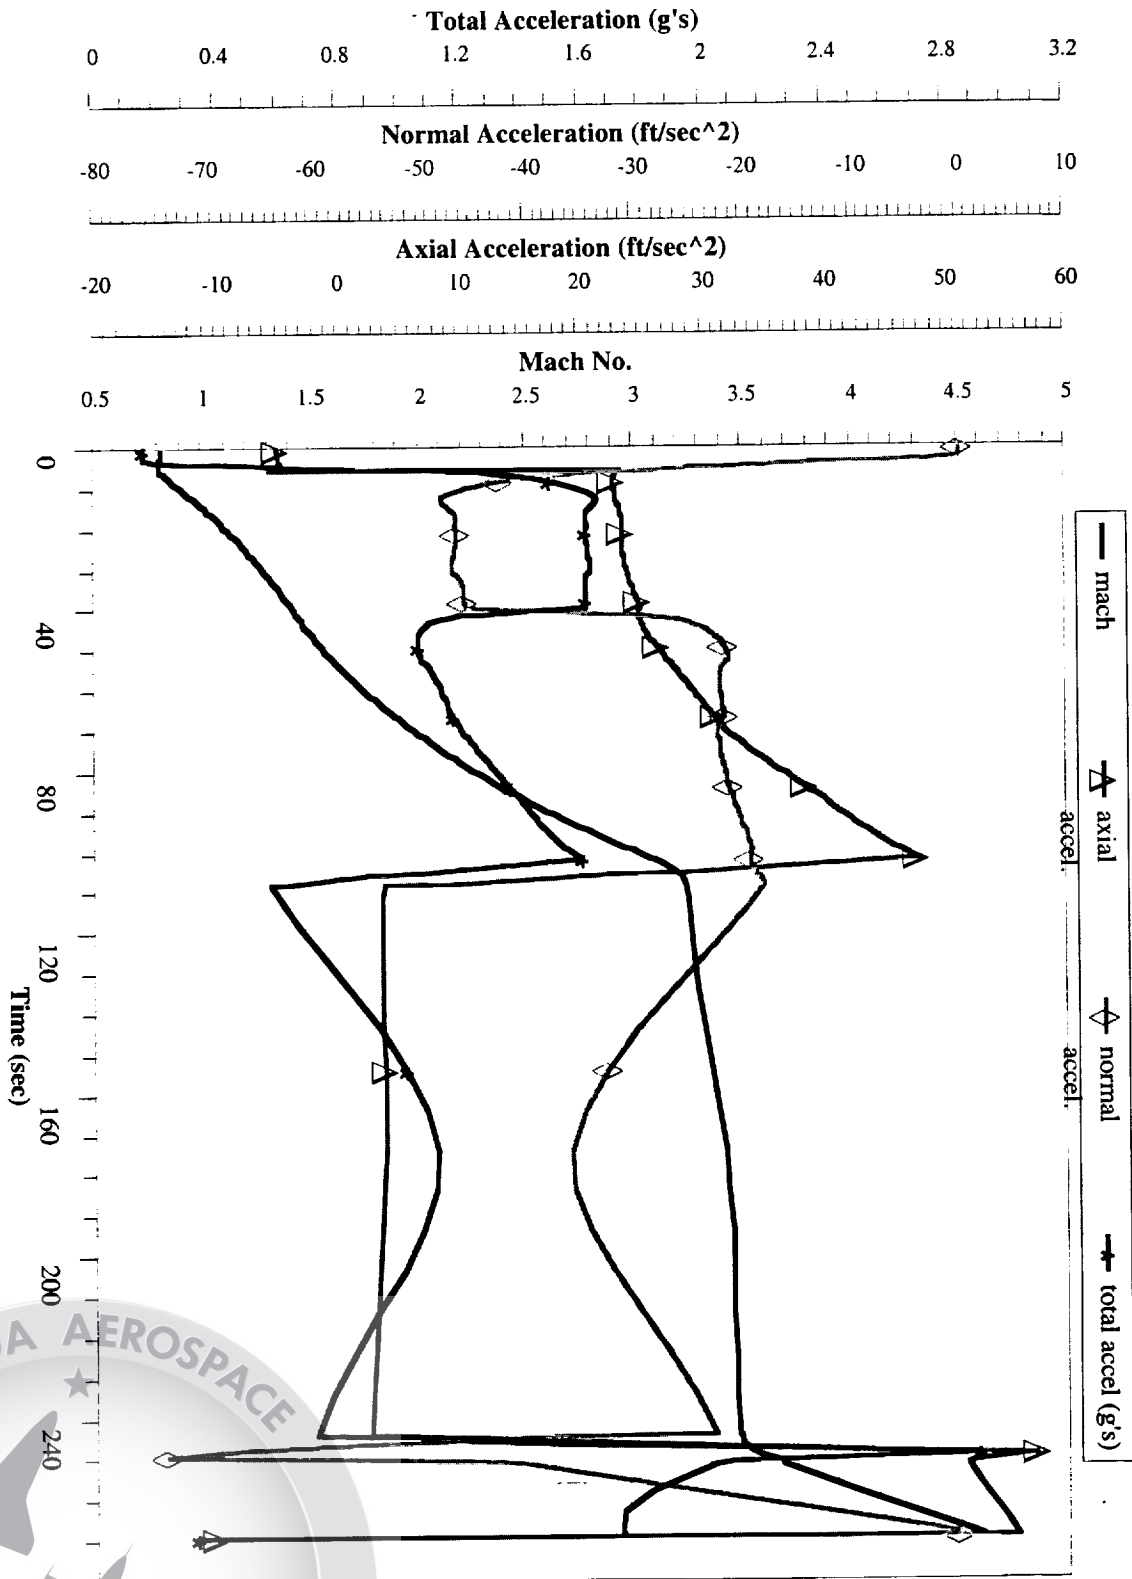 Total Acceleration (g's)
0 0.4 0.8 1.2 1.6 2 2.4 2.8 3.2
Normal Acceleration (ft/sec^2)
-80 -70 -60 -50 -40 -30 -20 -10 0 10
Axial Acceleration (ft/sec^2)
-20 -10 0 10 20 30 40 50 60
Mach No.
0.5 1 1.5 2 2.5 3 3.5 4 4.5 5
0 40 80 120 160 200 240
Time (sec)
mach axial accel. normal accel. total accel (g's)
A AEROSPACE